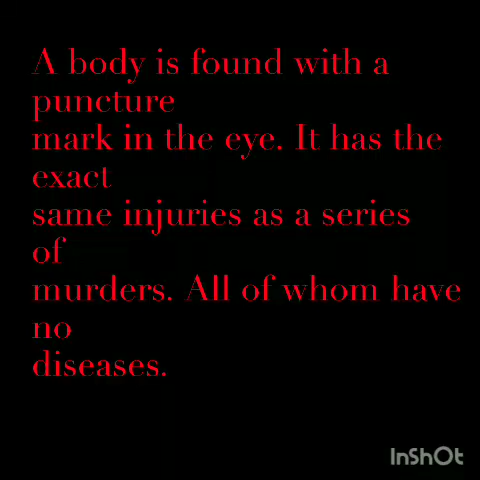 A body is found with a
puncture
mark in the eye. It has the
exact
same injuries as a series
of
murders. All of whom have
no
diseases.
InShOt